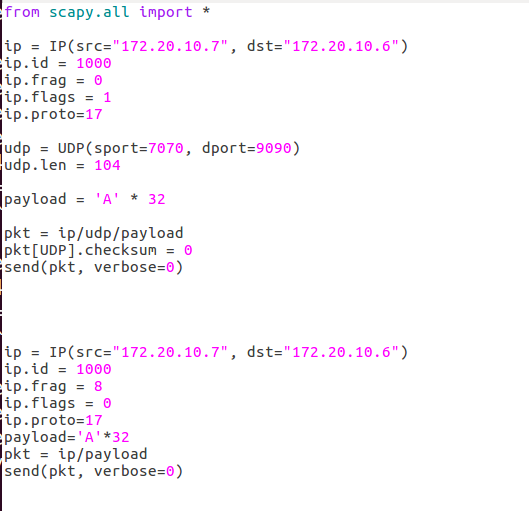 from scapy.all import *
ip = IP(src="172.20.10.7", dst="172.20.10.6")
ip.id = 1000
ip.frag = 0
ip.flags = 1
ip.proto=17
udp = UDP(sport=7070, dport=9090)
udp.len = 104
payload = 'A' * 32
pkt = ip/udp/payload
pkt[UDP].checksum = 0
send(pkt, verbose=0)
ip = IP(src="172.20.10.7", dst="172.20.10.6")
ip.id = 1000
ip.frag = 8
ip.flags = 0
ip.proto=17
payload='A'*32
pkt = ip/payload
send(pkt, verbose=0)